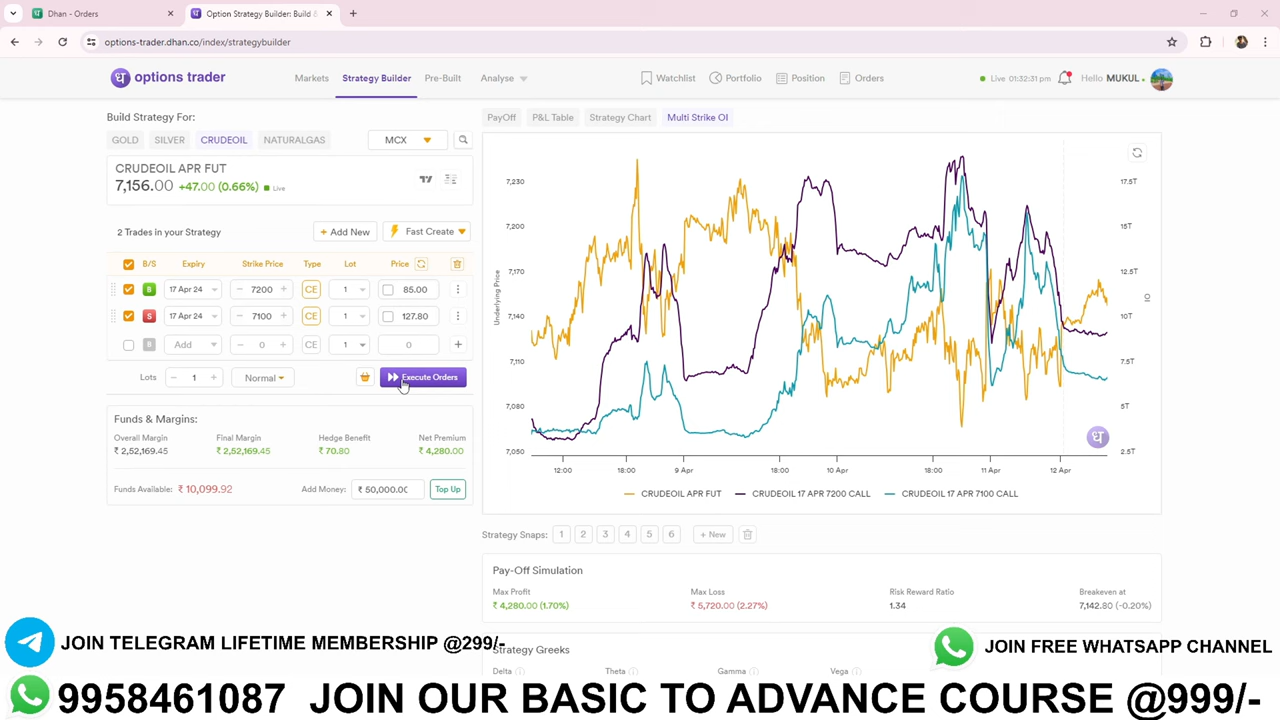 Dhan - Orders
Option Strategy Builder: Build &
options-trader.dhan.co/index/strategybuilder
options trader
Markets Strategy Builder Pre-Built Analyse Watchlist Portfolio Position Orders Live 01:32:31 pm Hello MUKUL
Build Strategy For:
GOLD SILVER CRUDEOIL NATURALGAS MCX
CRUDEOIL APR FUT
7,156.00 +47.00 (0.66%) Live
2 Trades in your Strategy + Add New Fast Create
B/S Expiry Strike Price Type Lot Price
B 17 Apr 24 − 7200 + CE 1 85.00
S 17 Apr 24 − 7100 + CE 1 127.80
B Add − 0 + CE 1 0 +
Lots − 1 + Normal Execute Orders
Funds & Margins:
Overall Margin Final Margin Hedge Benefit Net Premium
₹ 2,52,169.45 ₹ 2,52,169.45 ₹ 70.80 ₹ 4,280.00
Funds Available: ₹ 10,099.92 Add Money: ₹ 50,000.00 Top Up
PayOff P&L Table Strategy Chart Multi Strike OI
7,230 17.5T
7,200 15T
7,170 12.5T
7,140 10T
7,110 7.5T
7,080 5T
7,050 2.5T
Underlying Price
OI
12:00 18:00 9 Apr 18:00 10 Apr 18:00 11 Apr 12 Apr
CRUDEOIL APR FUT CRUDEOIL 17 APR 7200 CALL CRUDEOIL 17 APR 7100 CALL
Strategy Snaps: 1 2 3 4 5 6 + New
Pay-Off Simulation
Max Profit Max Loss Risk Reward Ratio Breakeven at
₹ 4,280.00 (1.70%) ₹ 5,720.00 (2.27%) 1.34 7,142.80 (-0.20%)
Strategy Greeks
Delta Theta Gamma Vega
JOIN TELEGRAM LIFETIME MEMBERSHIP @299/-
JOIN FREE WHATSAPP CHANNEL
9958461087 JOIN OUR BASIC TO ADVANCE COURSE @999/-